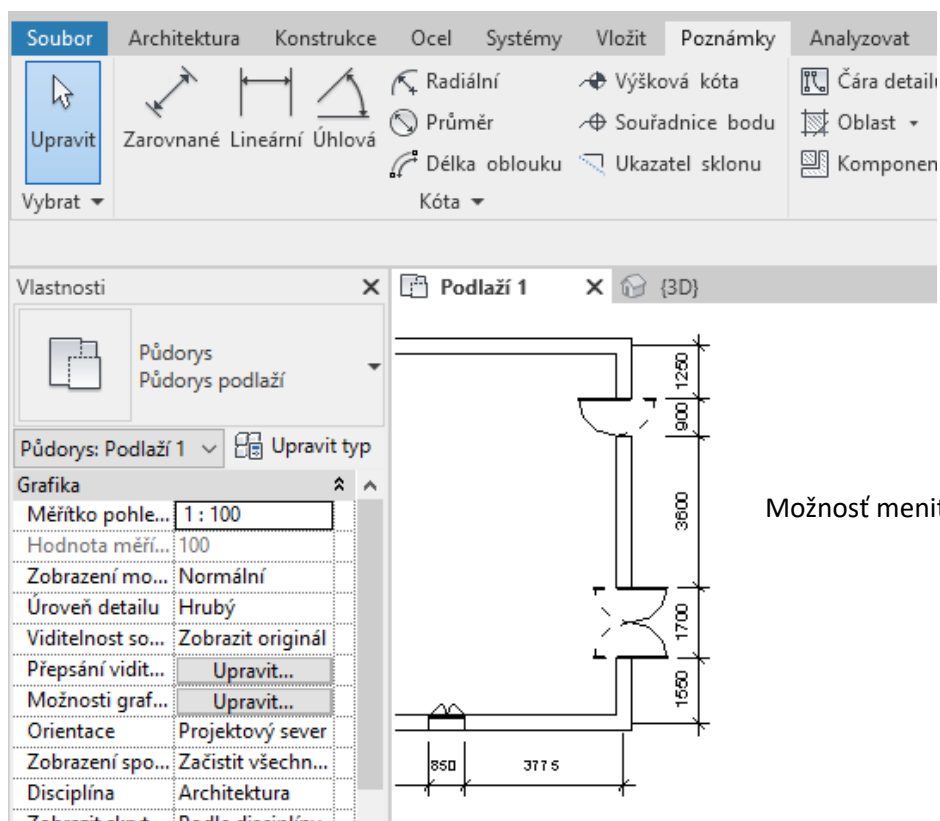 Soubor Architektura Konstrukce Ocel Systémy Vložit Poznámky Analyzovat
Radiální Výšková kóta Čára detailu
Upravit Zarovnané Lineární Úhlová Průměr Souřadnice bodu Oblast
Délka oblouku Ukazatel sklonu Komponen
Vybrat Kóta
Vlastnosti
Podlaží 1 {3D}
Půdorys
Půdorys podlaží
Půdorys: Podlaží 1 Upravit typ
Grafika
Měřítko pohle... 1 : 100
Hodnota měří... 100
Zobrazení mo... Normální
Úroveň detailu Hrubý
Viditelnost so... Zobrazit originál
Přepsání vidit... Upravit...
Možnosti graf... Upravit...
Orientace Projektový sever
Zobrazení spo... Začistit všechn...
Disciplína Architektura
1250
900
3600
1700
1550
850 3775
Možnosť meniť